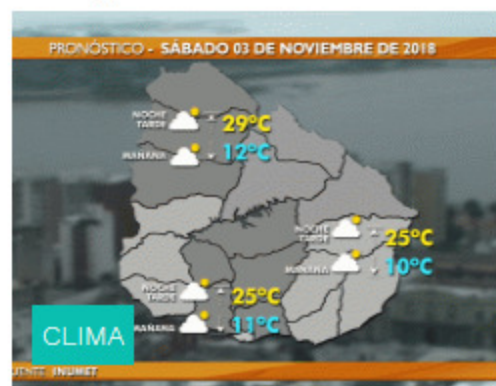 PRONÓSTICO - SÁBADO 03 DE NOVIEMBRE DE 2018
NOCHE
TARDE
29°C
MAÑANA
12°C
NOCHE
TARDE
25°C
MAÑANA
10°C
NOCHE
TARDE
25°C
MAÑANA
11°C
CLIMA
FUENTE INUMET